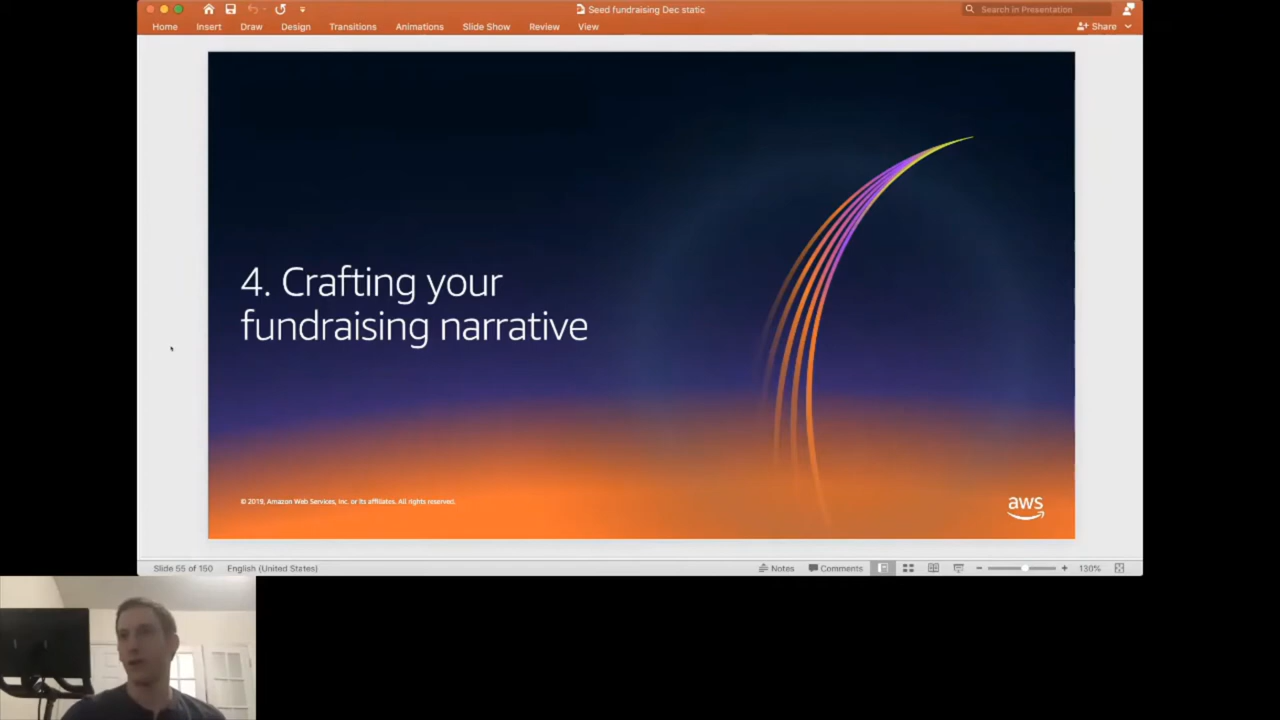 Seed fundraising Dec static
Search in Presentation
Home Insert Draw Design Transitions Animations Slide Show Review View
Share
4. Crafting your
fundraising narrative
© 2019, Amazon Web Services, Inc. or its affiliates. All rights reserved.
aws
Slide 55 of 150 English (United States) Notes Comments 130%